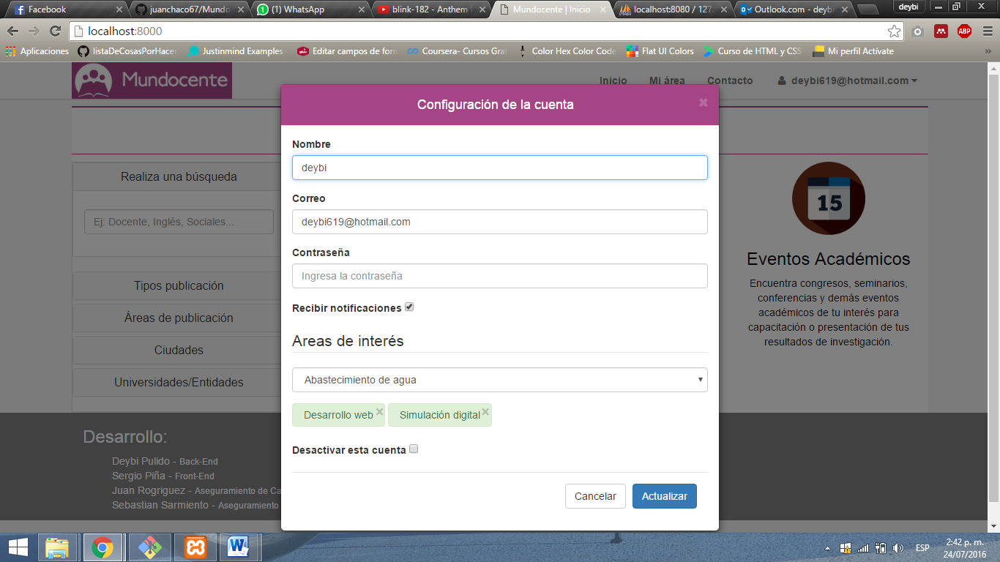 Facebook
juanchaco67/Mundo
(1) WhatsApp
blink-182 - Anthem
Mundocente | Inicio
localhost:8080 / 127
Outlook.com - deyb
deybi
localhost:8000
ABP
Aplicaciones
listaDeCosasPorHacer
Justinmind Examples
Editar campos de for
Coursera- Cursos Gra
Color Hex Color Code
Flat UI Colors
Curso de HTML y CSS
Mi perfil Actívate
»
Mundocente
Inicio
Mi área
Contacto
deybi619@hotmail.com
Configuración de la cuenta
Nombre
deybi
Correo
deybi619@hotmail.com
Contraseña
Ingresa la contraseña
Recibir notificaciones
Areas de interés
Abastecimiento de agua
Desarrollo web
Simulación digital
Desactivar esta cuenta
Cancelar
Actualizar
Realiza una búsqueda
Ej: Docente, Inglés, Sociales...
Tipos publicación
Áreas de publicación
Ciudades
Universidades/Entidades
15
Eventos Académicos
Encuentra congresos, seminarios,
conferencias y demás eventos
académicos de tu interés para
capacitación o presentación de tus
resultados de investigación.
Desarrollo:
Deybi Pulido - Back-End
Sergio Piña - Front-End
Juan Rogriguez - Aseguramiento de Ca
Sebastian Sarmiento - Aseguramiento
ESP
2:42 p. m.
24/07/2016